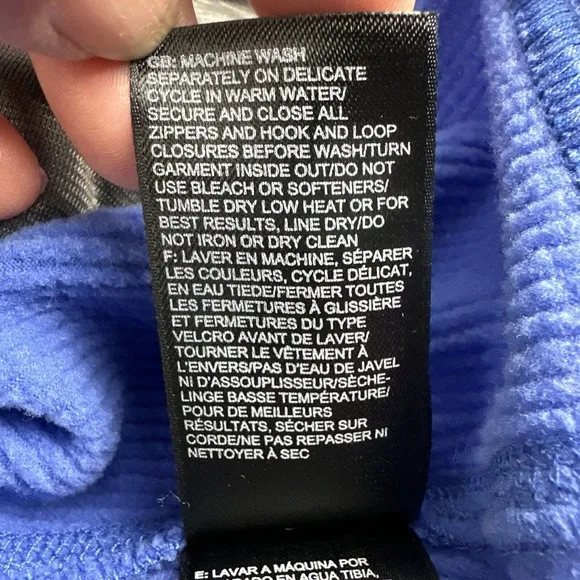 GB: MACHINE WASH
SEPARATELY ON DELICATE
CYCLE IN WARM WATER/
SECURE AND CLOSE ALL
ZIPPERS AND HOOK AND LOOP
CLOSURES BEFORE WASH/TURN
GARMENT INSIDE OUT/DO NOT
USE BLEACH OR SOFTENERS/
TUMBLE DRY LOW HEAT OR FOR
BEST RESULTS, LINE DRY/DO
NOT IRON OR DRY CLEAN
F: LAVER EN MACHINE, SÉPARER
LES COULEURS, CYCLE DÉLICAT,
EN EAU TIEDE/FERMER TOUTES
LES FERMETURES À GLISSIÈRE
ET FERMETURES DU TYPE
VELCRO AVANT DE LAVER/
TOURNER LE VÊTEMENT À
L'ENVERS/PAS D'EAU DE JAVEL
NI D'ASSOUPLISSEUR/SÈCHE-
LINGE BASSE TEMPÉRATURE/
POUR DE MEILLEURS
RÉSULTATS, SÉCHER SUR
CORDE/NE PAS REPASSER NI
NETTOYER À SEC
E: LAVAR A MÁQUINA POR
EN AGUA TIBIA,